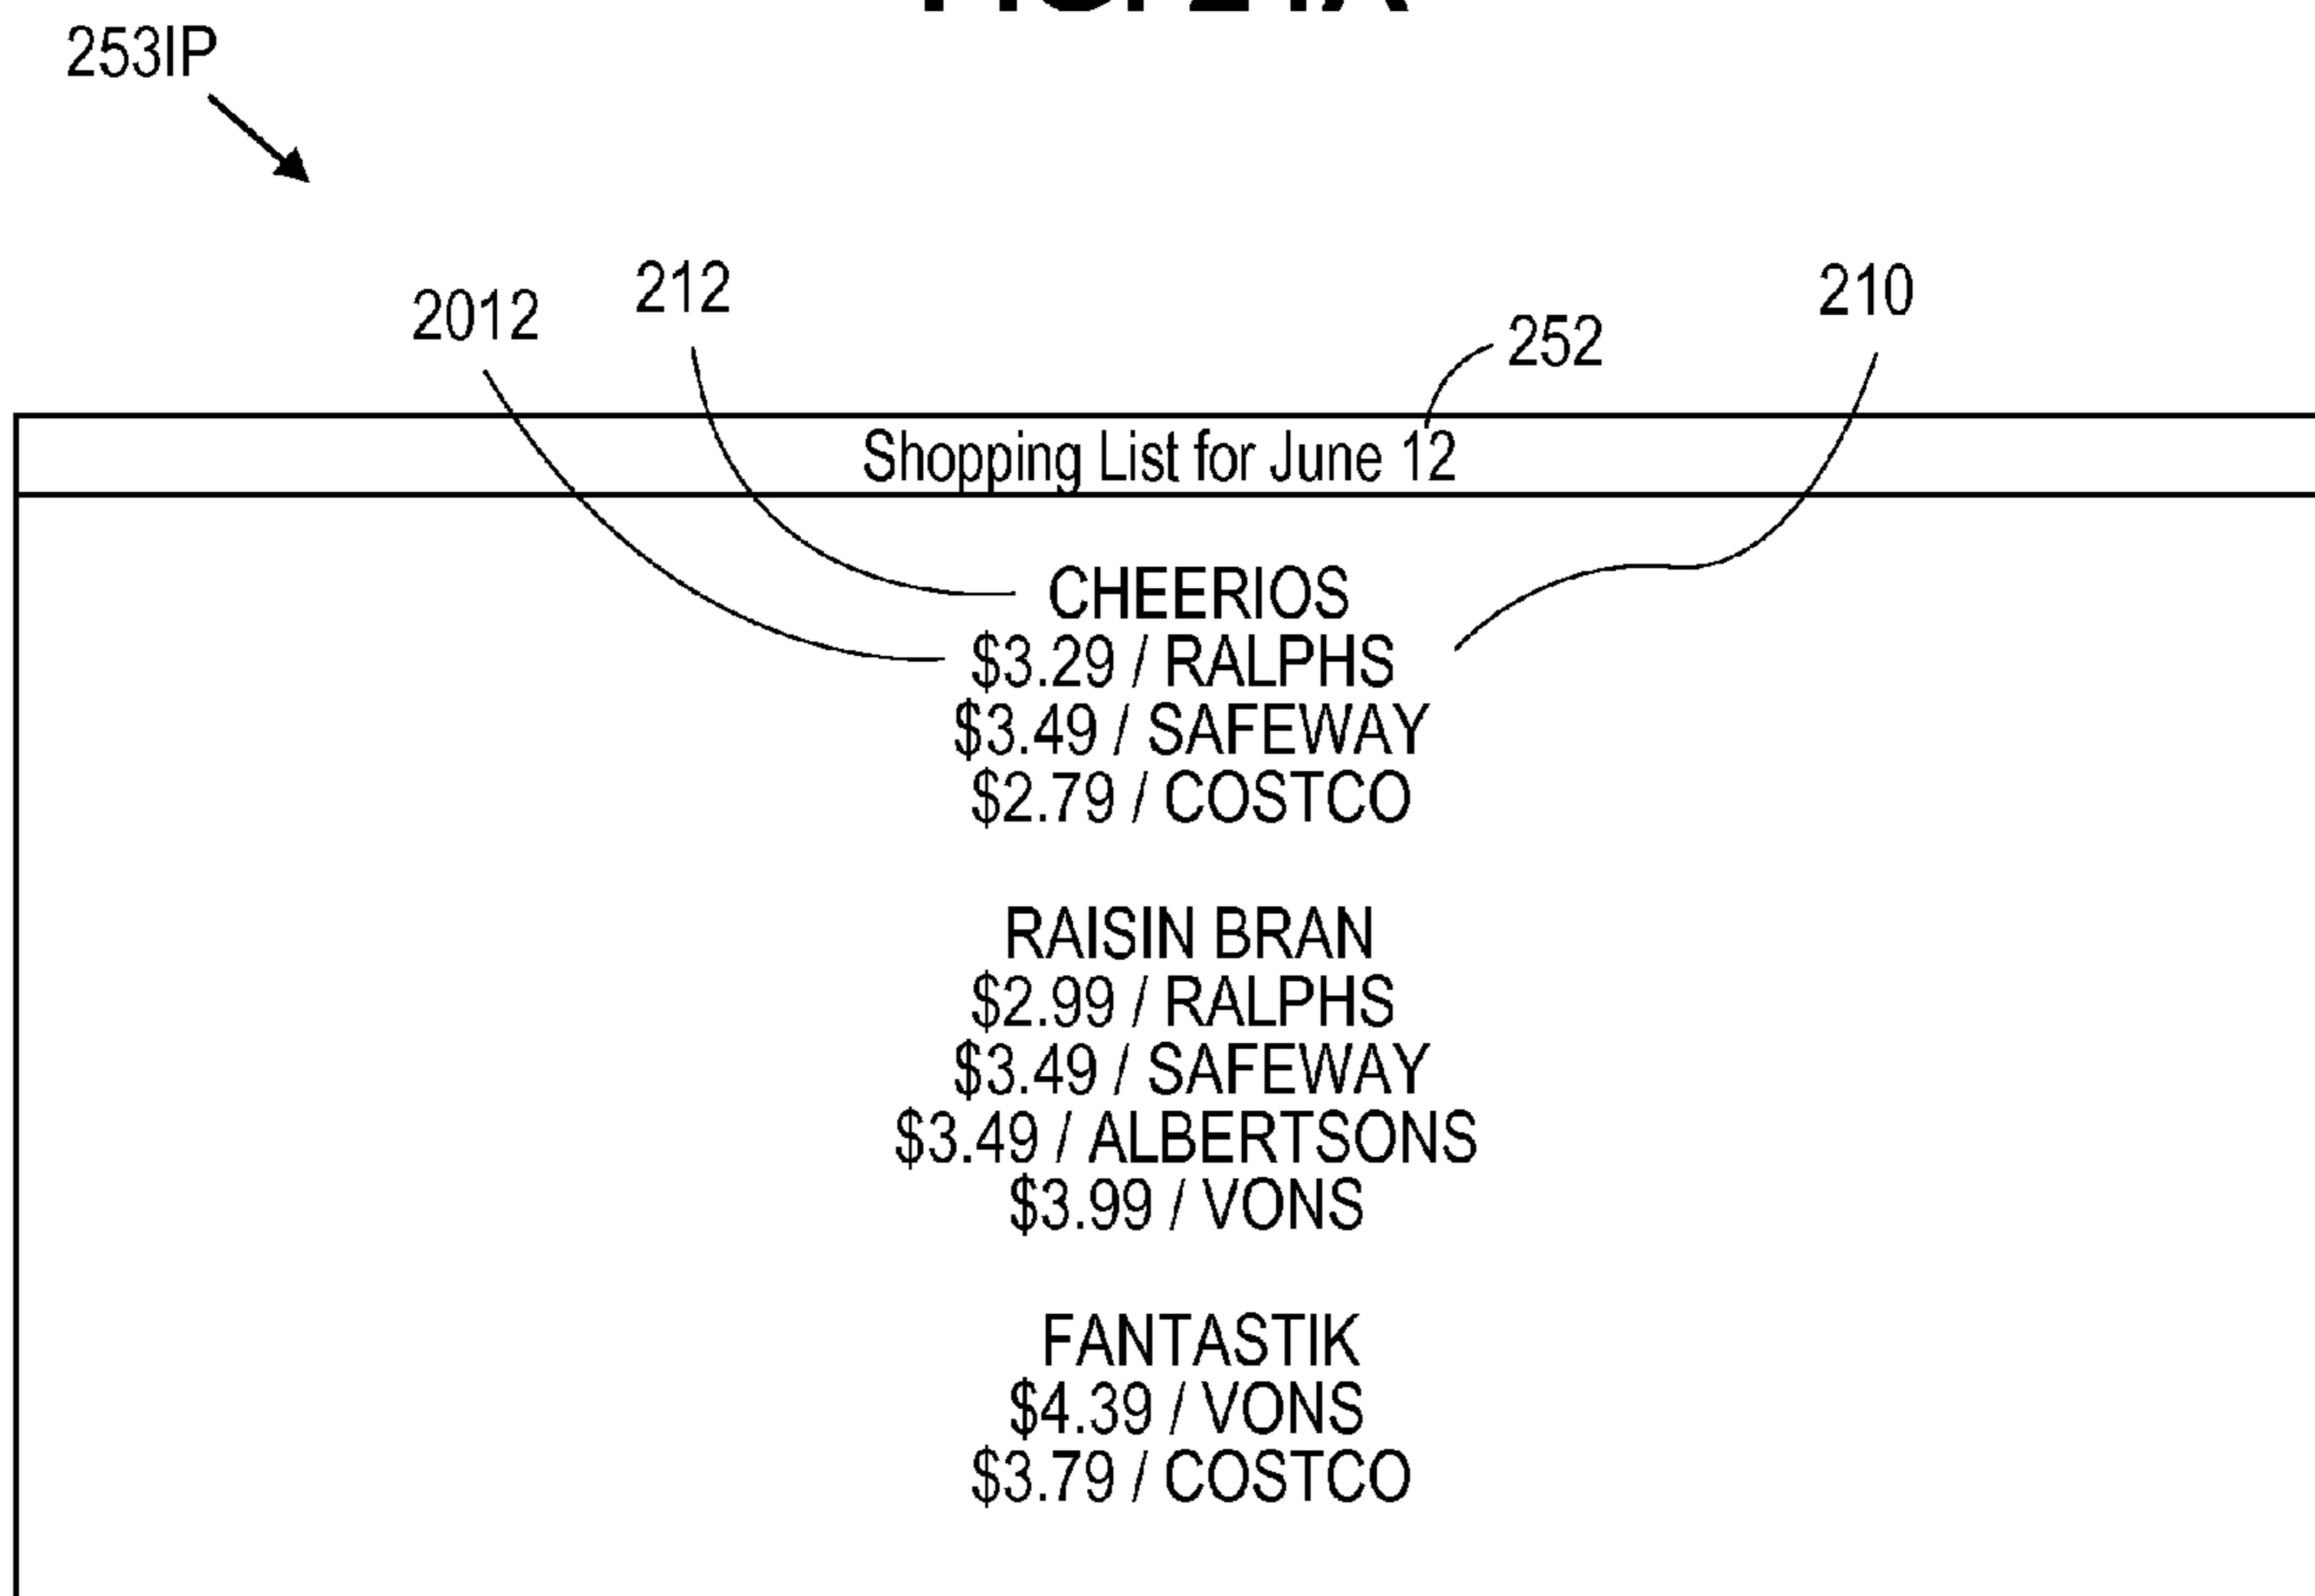 253IP
2012
212
252
210
Shopping List for June 12
CHEERIOS
$3.29 / RALPHS
$3.49 / SAFEWAY
$2.79 / COSTCO
RAISIN BRAN
$2.99 / RALPHS
$3.49 / SAFEWAY
$3.49 / ALBERTSONS
$3.99 / VONS
FANTASTIK
$4.39 / VONS
$3.79 / COSTCO